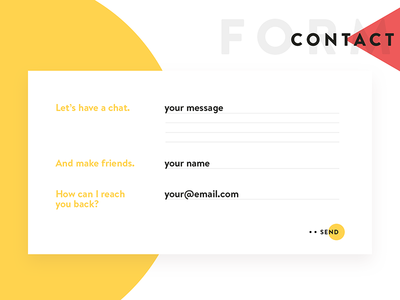 FORM
CONTACT
Let's have a chat.
your message
And made friends.
your name
How can I reach
you back?
your@email.com
•• SEND